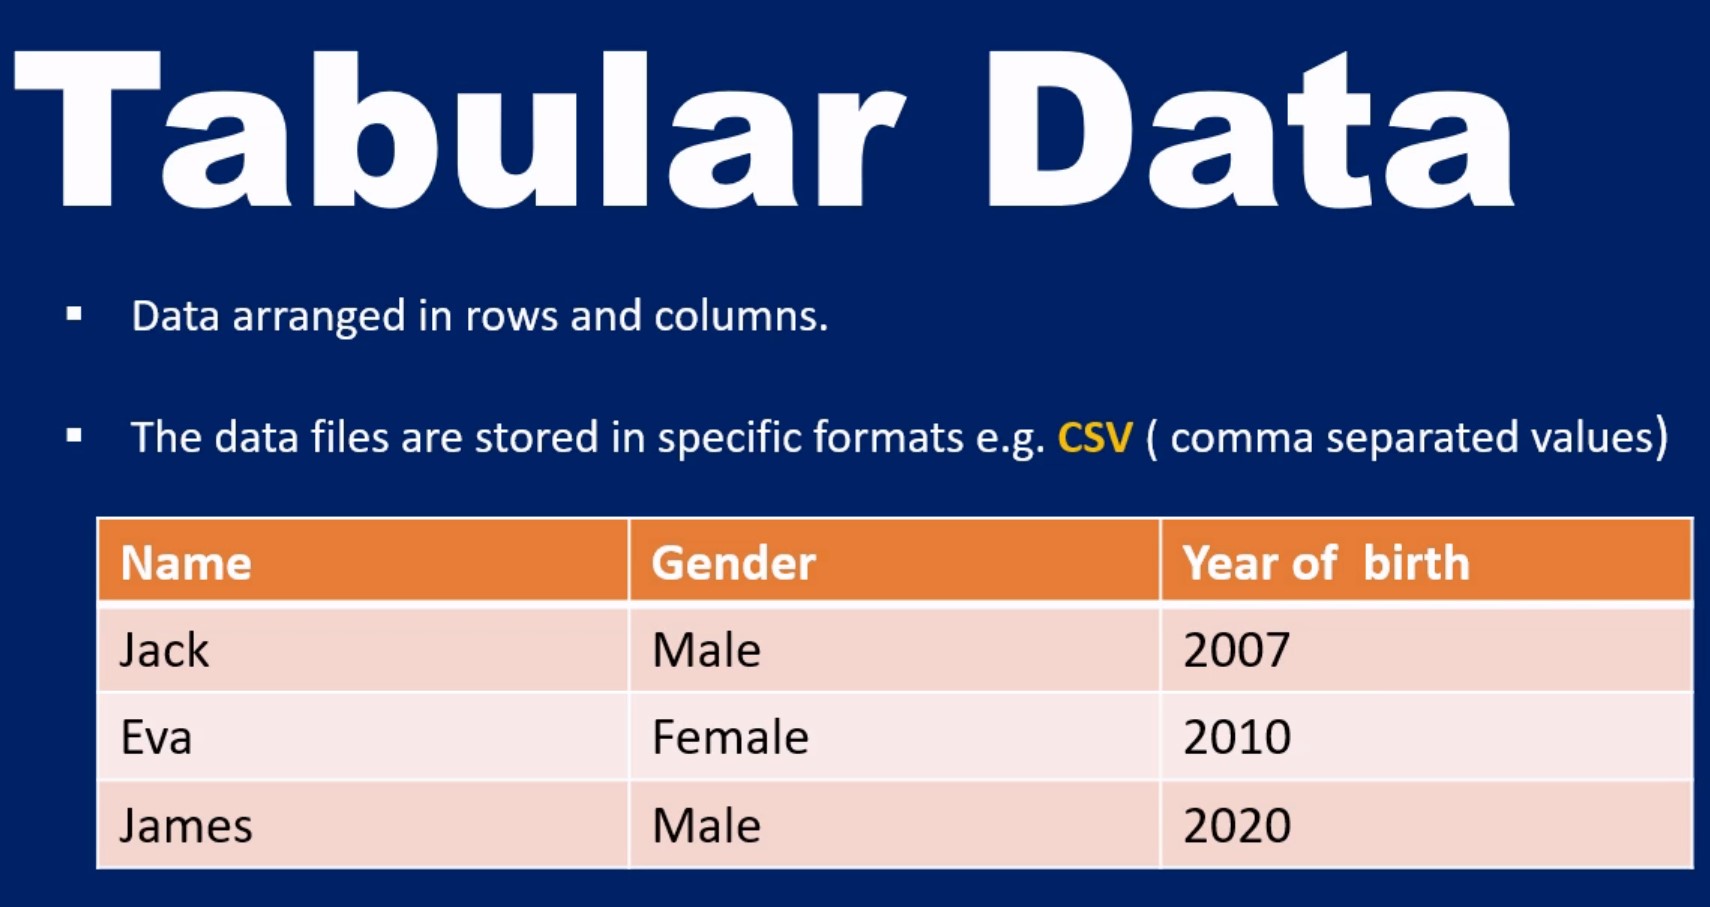 Tabular Data
Data arranged in rows and columns.
The data files are stored in specific formats e.g. CSV ( comma separated values)
Name Gender Year of  birth
Jack Male 2007
Eva Female 2010
James Male 2020